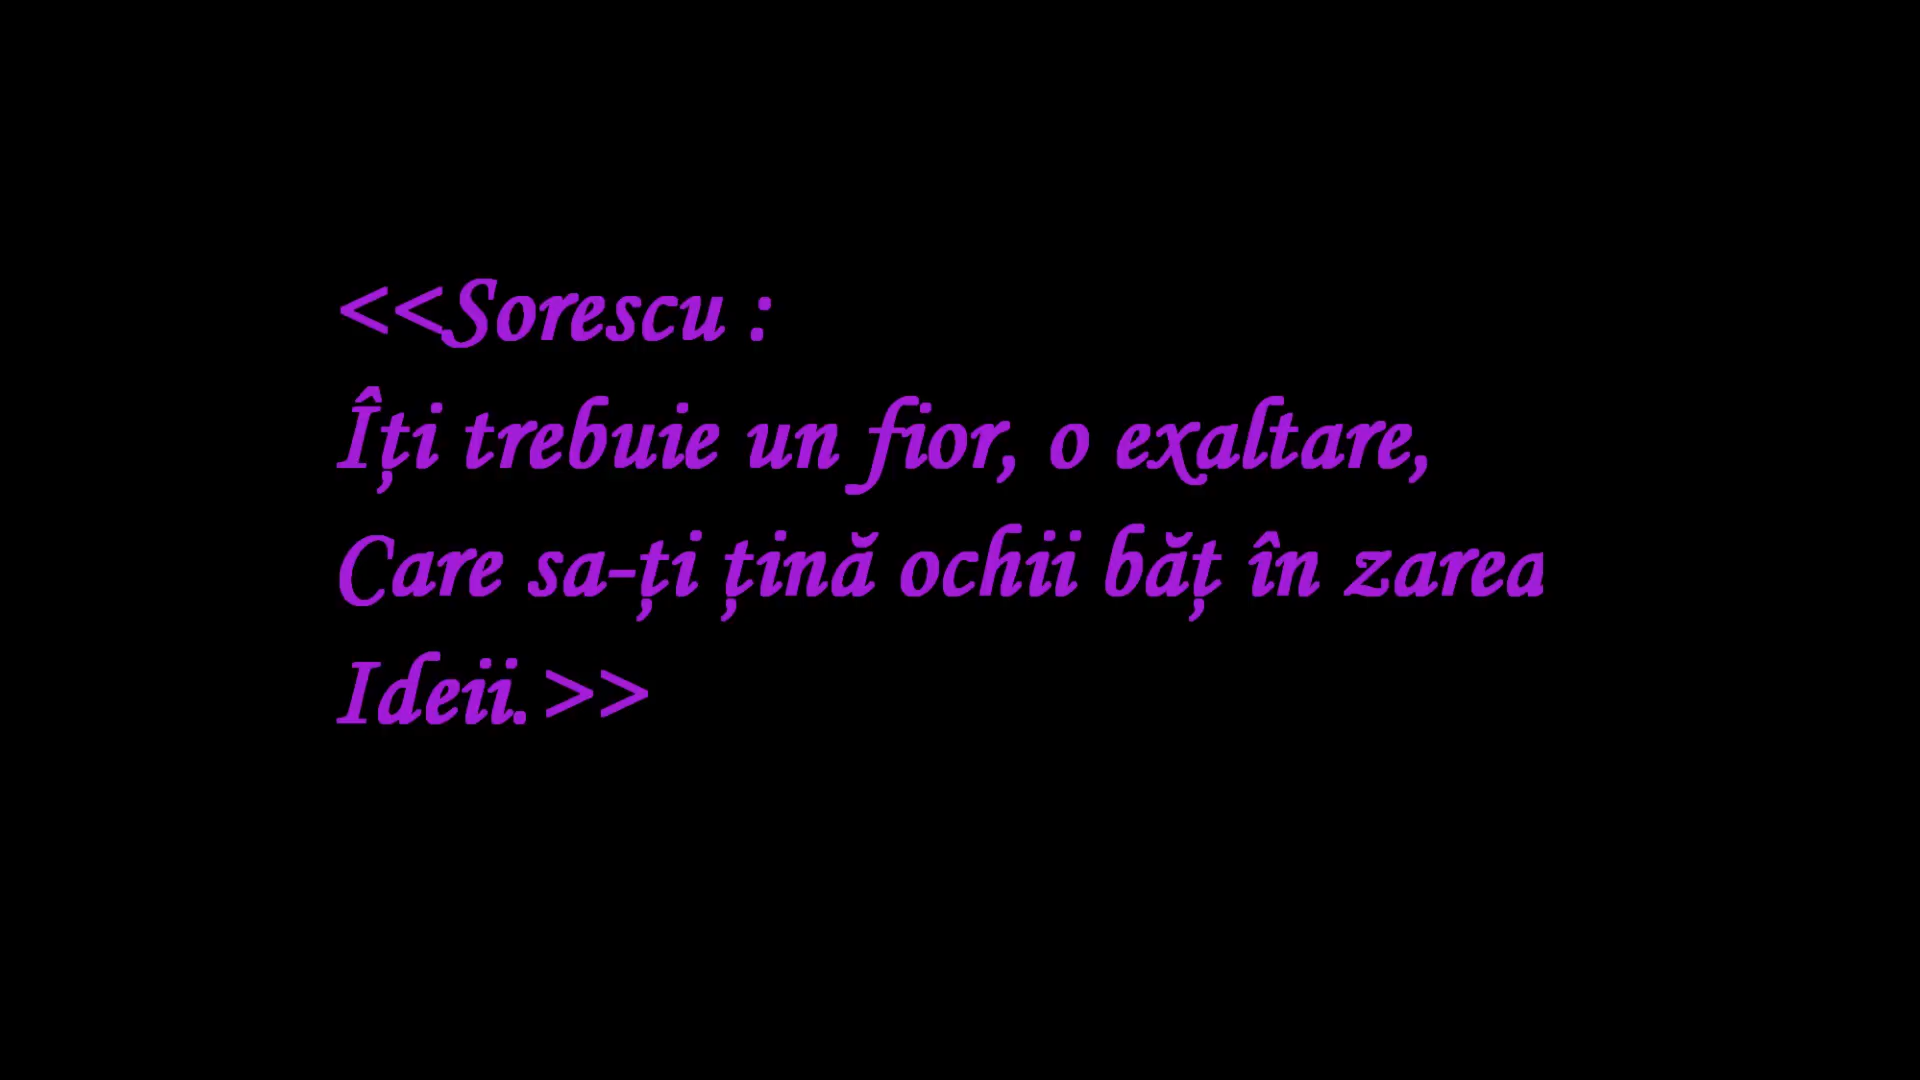 <<Sorescu :
Îți trebuie un fior, o exaltare,
Care sa-ți țină ochii băț în zarea
Ideii.>>